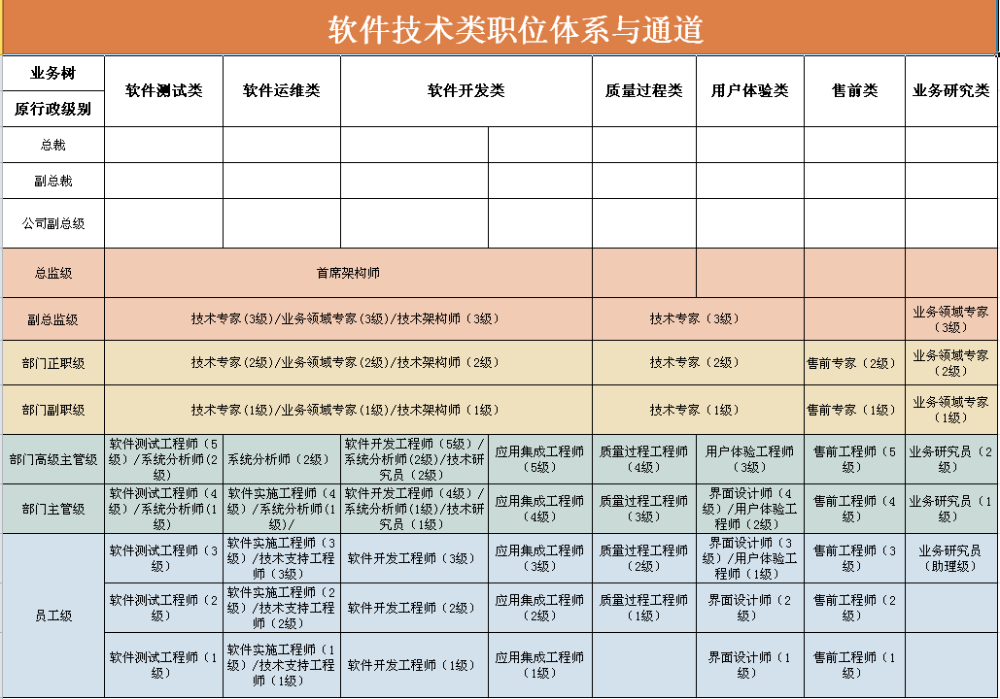 软件技术类职位体系与通道
业务树
原行政级别
软件测试类
软件运维类
软件开发类
质量过程类
用户体验类
售前类
业务研究类
总裁
副总裁
公司副总级
总监级
首席架构师
副总监级
技术专家(3级)/业务领域专家(3级)/技术架构师（3级）
技术专家（3级）
业务领域专家
（3级）
部门正职级
技术专家(2级)/业务领域专家(2级)/技术架构师（2级）
技术专家（2级）
售前专家（2级）
业务领域专家
（2级）
部门副职级
技术专家(1级)/业务领域专家(1级)/技术架构师（1级）
技术专家（1级）
售前专家（1级）
业务领域专家
（1级）
部门高级主管级
软件测试工程师（5
级）/系统分析师(2
级)
系统分析师（2级）
软件开发工程师（5级）/
系统分析师(2级)/技术研
究员（2级）
应用集成工程师
（5级）
质量过程工程师
（4级）
用户体验工程师
（3级）
售前工程师（5
级）
业务研究员（2
级）
部门主管级
软件测试工程师（4
级）/系统分析师(1
级)
软件实施工程师（4
级）/系统分析师(1
级)/
软件开发工程师（4级）/
系统分析师(1级)/技术研
究员（1级）
应用集成工程师
（4级）
质量过程工程师
（3级）
界面设计师（4
级）/用户体验工
程师（2级）
售前工程师（4
级）
业务研究员（1
级）
员工级
软件测试工程师（3
级）
软件实施工程师（3
级）/技术支持工程
师（3级）
软件开发工程师（3级）
应用集成工程师
（3级）
质量过程工程师
（2级）
界面设计师（3
级）/用户体验工
程师（1级）
售前工程师（3
级）
业务研究员
（助理级）
软件测试工程师（2
级）
软件实施工程师（2
级）/技术支持工程
师（2级）
软件开发工程师（2级）
应用集成工程师
（2级）
质量过程工程师
（1级）
界面设计师（2
级）
售前工程师（2
级）
软件测试工程师（1
级）
软件实施工程师（1
级）/技术支持工程
师（1级）
软件开发工程师（1级）
应用集成工程师
（1级）
界面设计师（1
级）
售前工程师（1
级）